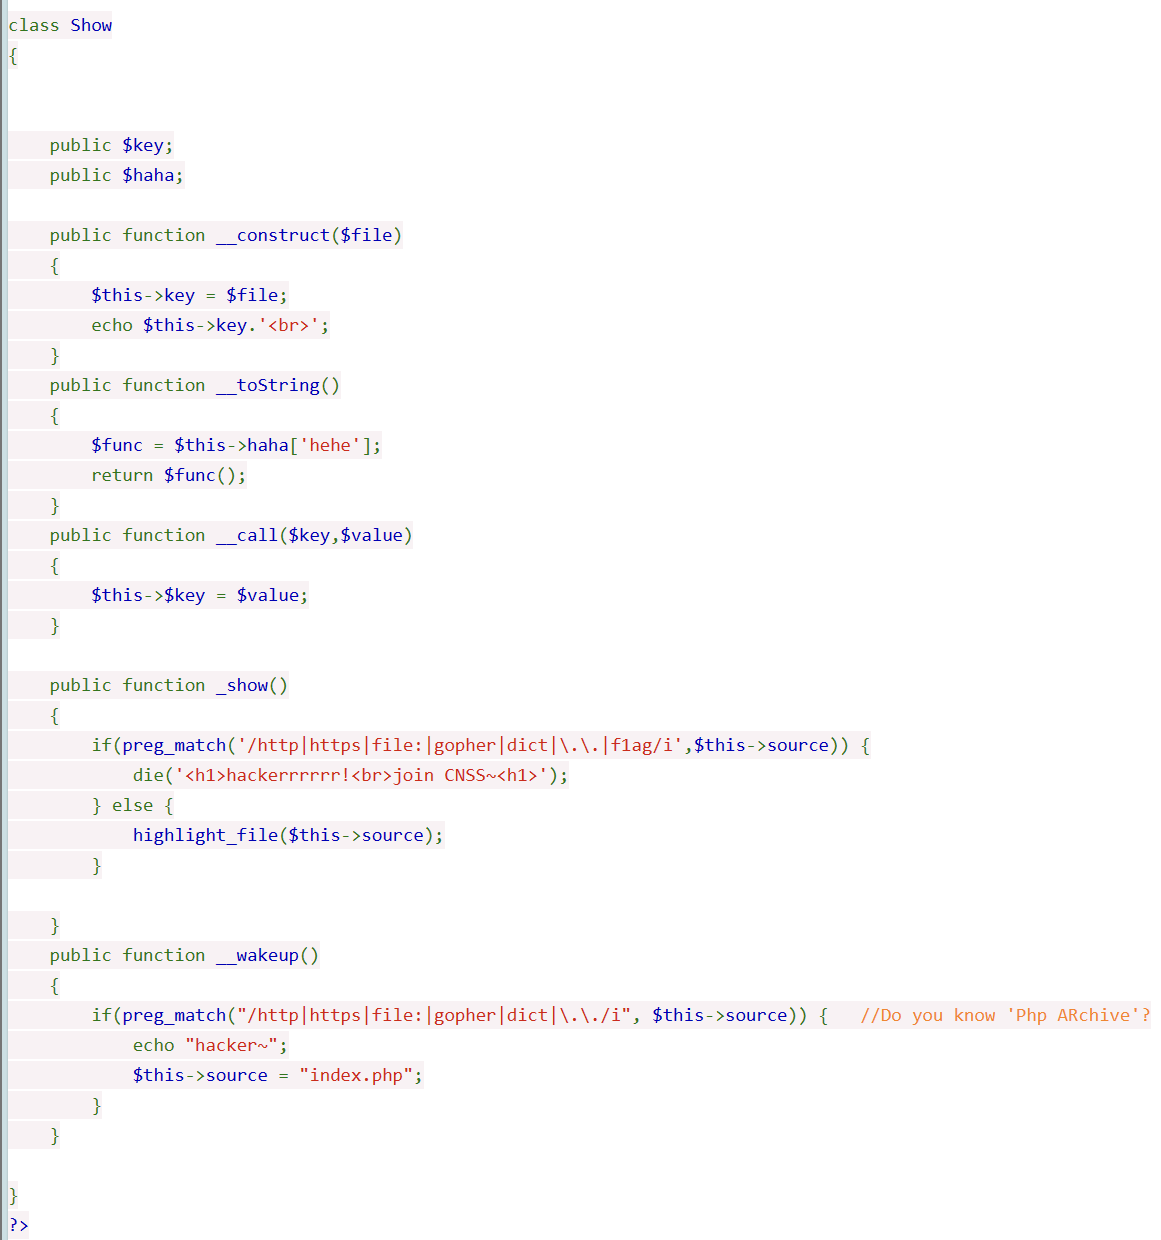 class Show
{
    public $key;
    public $haha;
    public function __construct($file)
    {
        $this->key = $file;
        echo $this->key.'<br>';
    }
    public function __toString()
    {
        $func = $this->haha['hehe'];
        return $func();
    }
    public function __call($key,$value)
    {
        $this->$key = $value;
    }
    public function _show()
    {
        if(preg_match('/http|https|file:|gopher|dict|\.\.|f1ag/i',$this->source)) {
            die('<h1>hackerrrrrr!<br>join CNSS~<h1>');
        } else {
            highlight_file($this->source);
        }
    }
    public function __wakeup()
    {
        if(preg_match("/http|https|file:|gopher|dict|\.\./i", $this->source)) {   //Do you know 'Php ARchive'?
            echo "hacker~";
            $this->source = "index.php";
        }
    }
}
?>